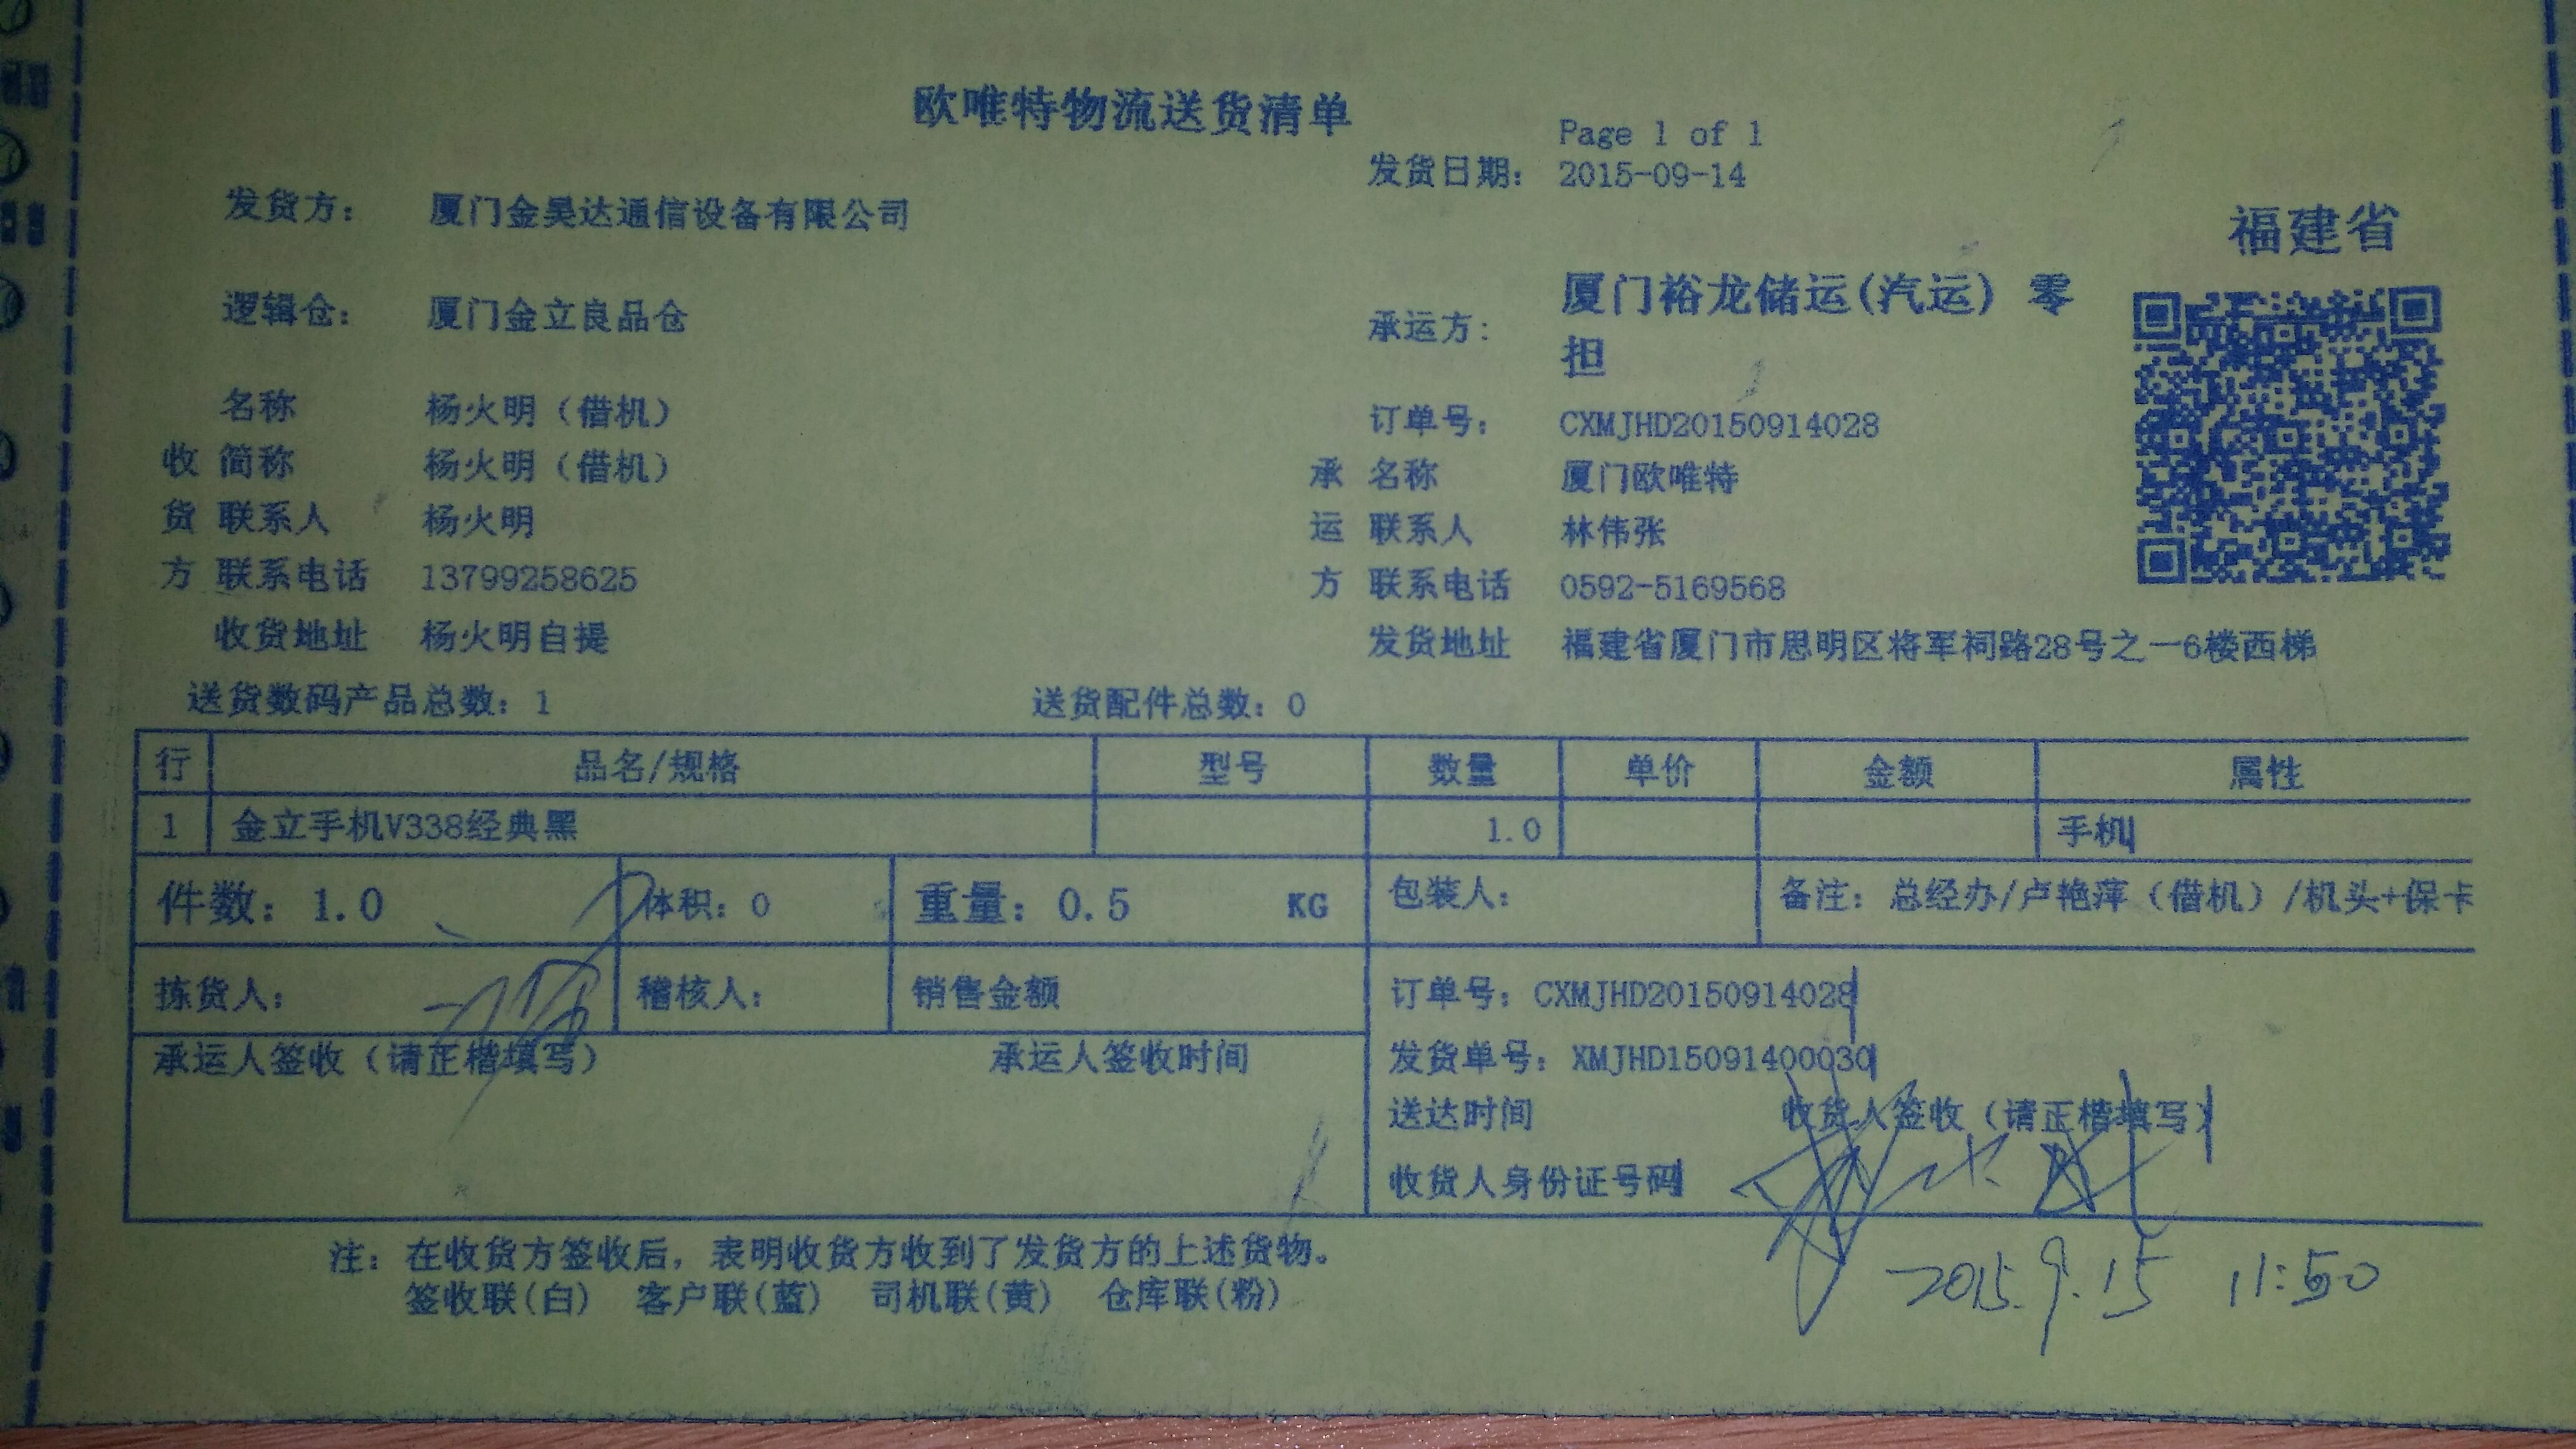 欧唯特物流送货清单
Page 1 of 1
发货日期: 2015-09-14
发货方: 厦门金昊达通信设备有限公司
福建省
逻辑仓: 厦门金立良品仓
承运方: 厦门裕龙储运(汽运) 零
担
名称 杨火明（借机）
订单号: CXMJHD20150914028
收 简称 杨火明（借机）
承 名称 厦门欧唯特
货 联系人 杨火明
运 联系人 林伟张
方 联系电话 13799258625
方 联系电话 0592-5169568
收货地址 杨火明自提
发货地址 福建省厦门市思明区将军祠路28号之一6楼西梯
送货数码产品总数: 1 送货配件总数: 0
行 品名/规格 型号 数量 单价 金额 属性
1 金立手机V338经典黑 1.0 手机
件数: 1.0 体积: 0 重量: 0.5 KG 包装人: 备注: 总经办/卢艳萍（借机）/机头+保卡
拣货人: 稽核人: 销售金额 订单号: CXMJHD20150914028
承运人签收（请正楷填写） 承运人签收时间 发货单号: XMJHD15091400030
送达时间 收货人签收（请正楷填写）
收货人身份证号码
注: 在收货方签收后, 表明收货方收到了发货方的上述货物。
签收联(白) 客户联(蓝) 司机联(黄) 仓库联(粉)
2015.9.15 11:50